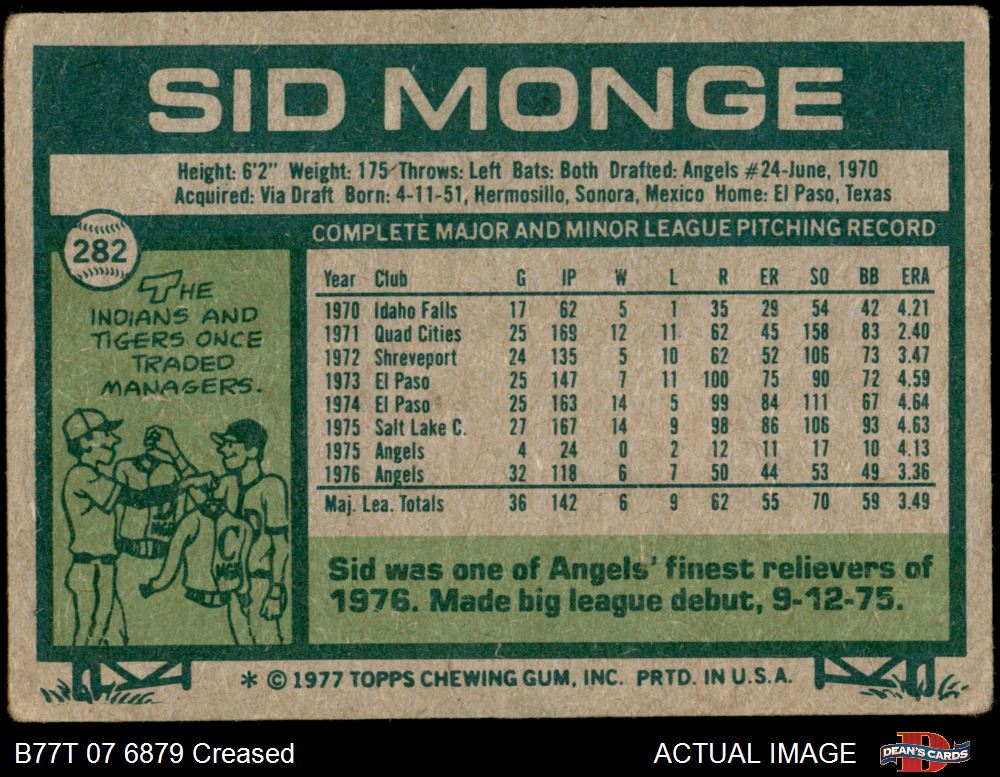 SID MONGE
Height: 6'2" Weight: 175 Throws: Left Bats: Both Drafted: Angels #24-June, 1970
Acquired: Via Draft Born: 4-11-51, Hermosillo, Sonora, Mexico Home: El Paso, Texas
282
THE
INDIANS AND
TIGERS ONCE
TRADED
MANAGERS.
MGR
C
MGR
COMPLETE MAJOR AND MINOR LEAGUE PITCHING RECORD
Year Club G IP W L R ER SO BB ERA
1970 Idaho Falls 17 62 5 1 35 29 54 42 4.21
1971 Quad Cities 25 169 12 11 62 45 158 83 2.40
1972 Shreveport 24 135 5 10 62 52 106 73 3.47
1973 El Paso 25 147 7 11 100 75 90 72 4.59
1974 El Paso 25 163 14 5 99 84 111 67 4.64
1975 Salt Lake C. 27 167 14 9 98 86 106 93 4.63
1975 Angels 4 24 0 2 12 11 17 10 4.13
1976 Angels 32 118 6 7 50 44 53 49 3.36
Maj. Lea. Totals 36 142 6 9 62 55 70 59 3.49
Sid was one of Angels' finest relievers of
1976. Made big league debut, 9-12-75.
* © 1977 TOPPS CHEWING GUM, INC. PRTD. IN U.S.A.
B77T 07 6879 Creased
ACTUAL IMAGE
DEAN'S CARDS